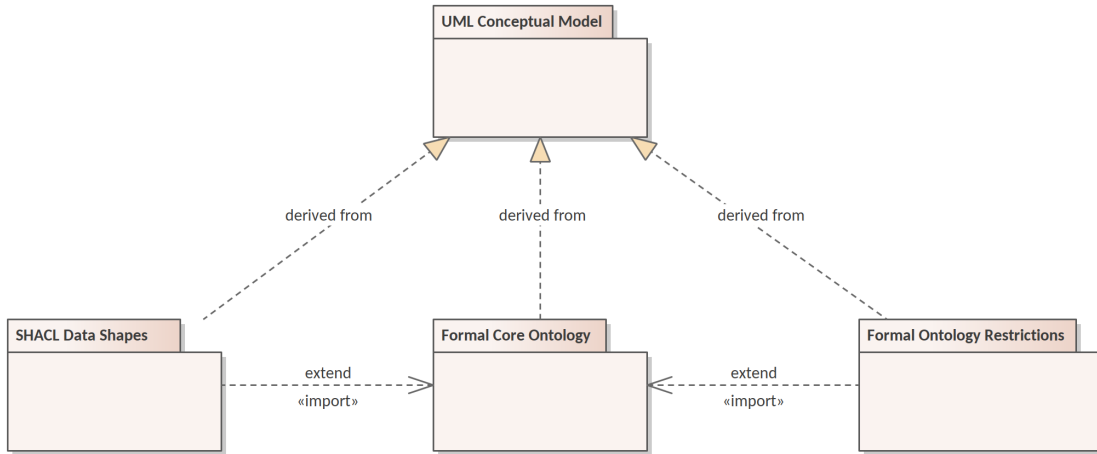 UML Conceptual Model
derived from
derived from
derived from
SHACL Data Shapes
Formal Core Ontology
Formal Ontology Restrictions
extend
«import»
extend
«import»